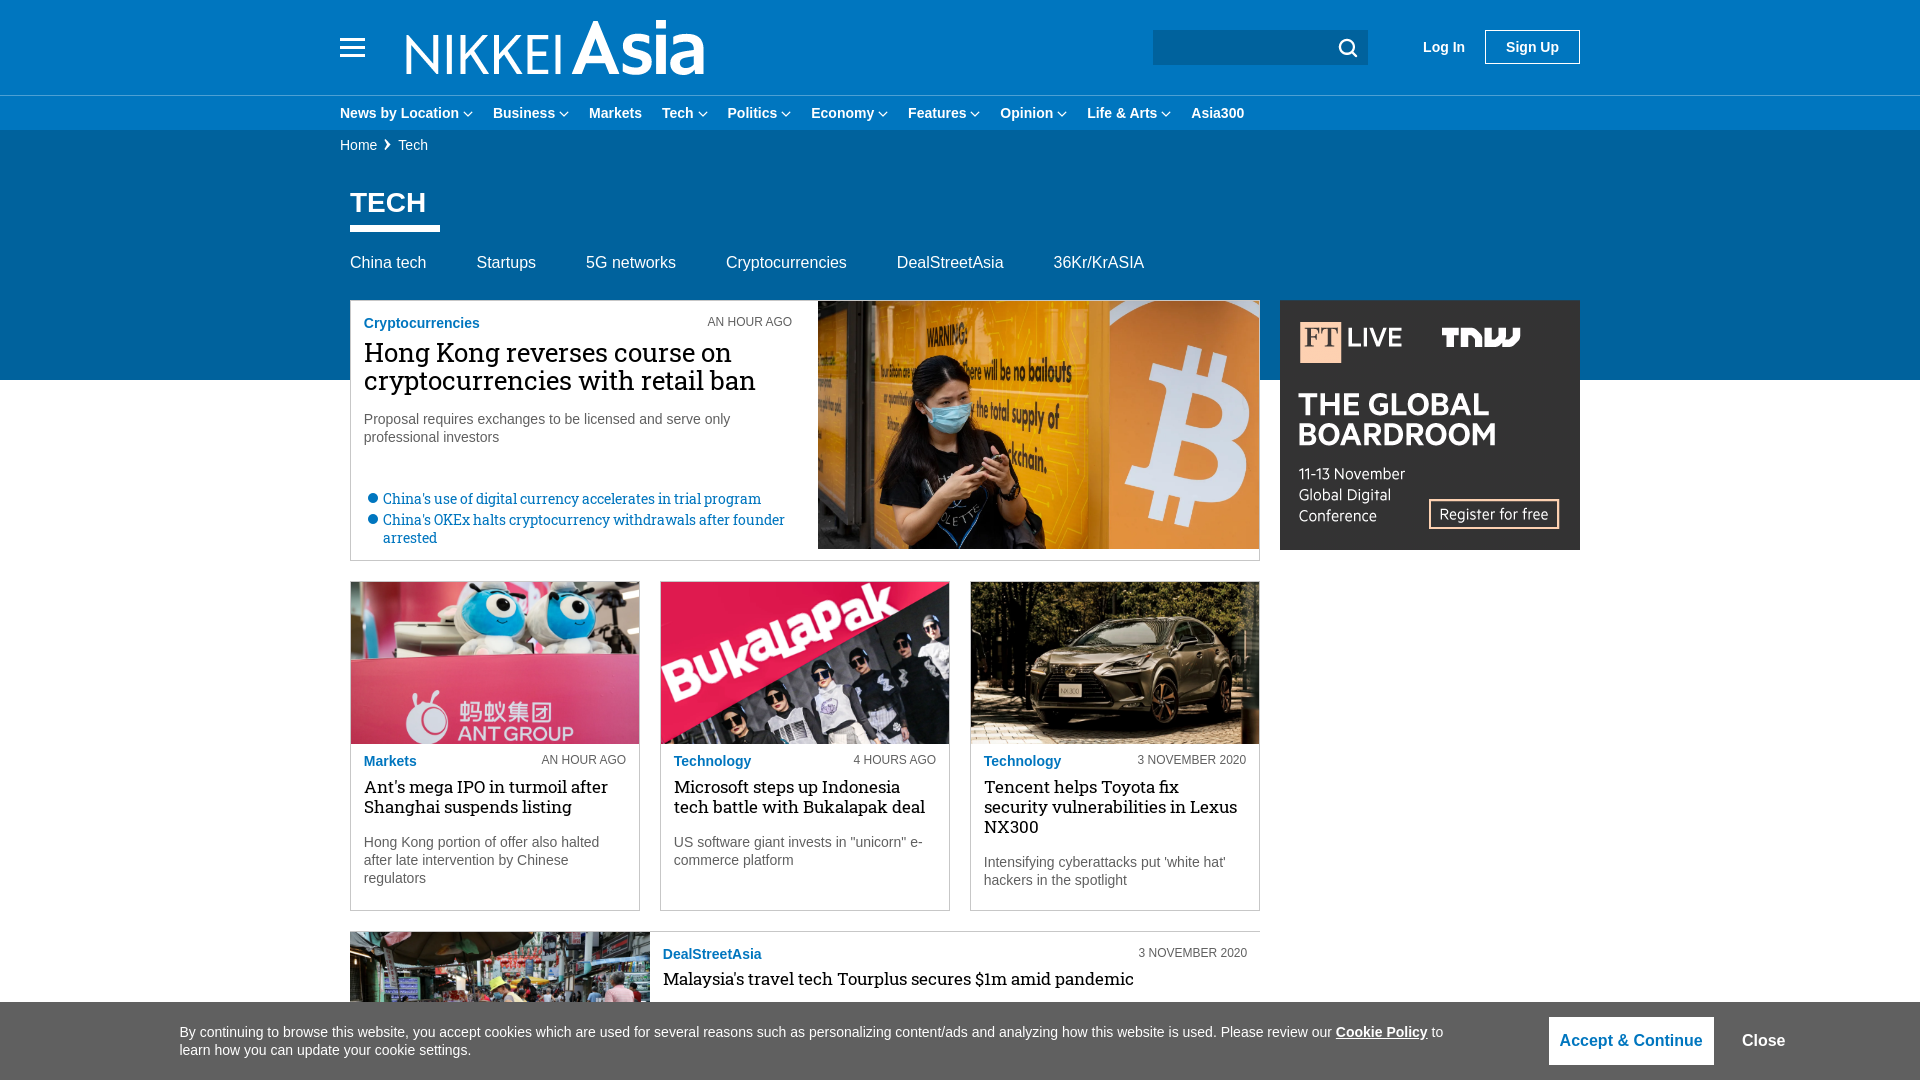 NIKKEI Asia
Log In
Sign Up
News by Location
Business
Markets
Tech
Politics
Economy
Features
Opinion
Life & Arts
Asia300
Home
Tech
TECH
China tech
Startups
5G networks
Cryptocurrencies
DealStreetAsia
36Kr/KrASIA
Cryptocurrencies
AN HOUR AGO
Hong Kong reverses course on
cryptocurrencies with retail ban
Proposal requires exchanges to be licensed and serve only
professional investors
China's use of digital currency accelerates in trial program
China's OKEx halts cryptocurrency withdrawals after founder
arrested
WARNING:
there will be no bailouts
the total supply of
FT LIVE
TNW
THE GLOBAL
BOARDROOM
11-13 November
Global Digital
Conference
Register for free
蚂蚁集团
ANT GROUP
Markets
AN HOUR AGO
Ant's mega IPO in turmoil after
Shanghai suspends listing
Hong Kong portion of offer also halted
after late intervention by Chinese
regulators
BUKALAPAK
Technology
4 HOURS AGO
Microsoft steps up Indonesia
tech battle with Bukalapak deal
US software giant invests in "unicorn" e-
commerce platform
NX300
Technology
3 NOVEMBER 2020
Tencent helps Toyota fix
security vulnerabilities in Lexus
NX300
Intensifying cyberattacks put 'white hat'
hackers in the spotlight
DealStreetAsia
3 NOVEMBER 2020
Malaysia's travel tech Tourplus secures $1m amid pandemic
By continuing to browse this website, you accept cookies which are used for several reasons such as personalizing content/ads and analyzing how this website is used. Please review our Cookie Policy to
learn how you can update your cookie settings.
Accept & Continue
Close